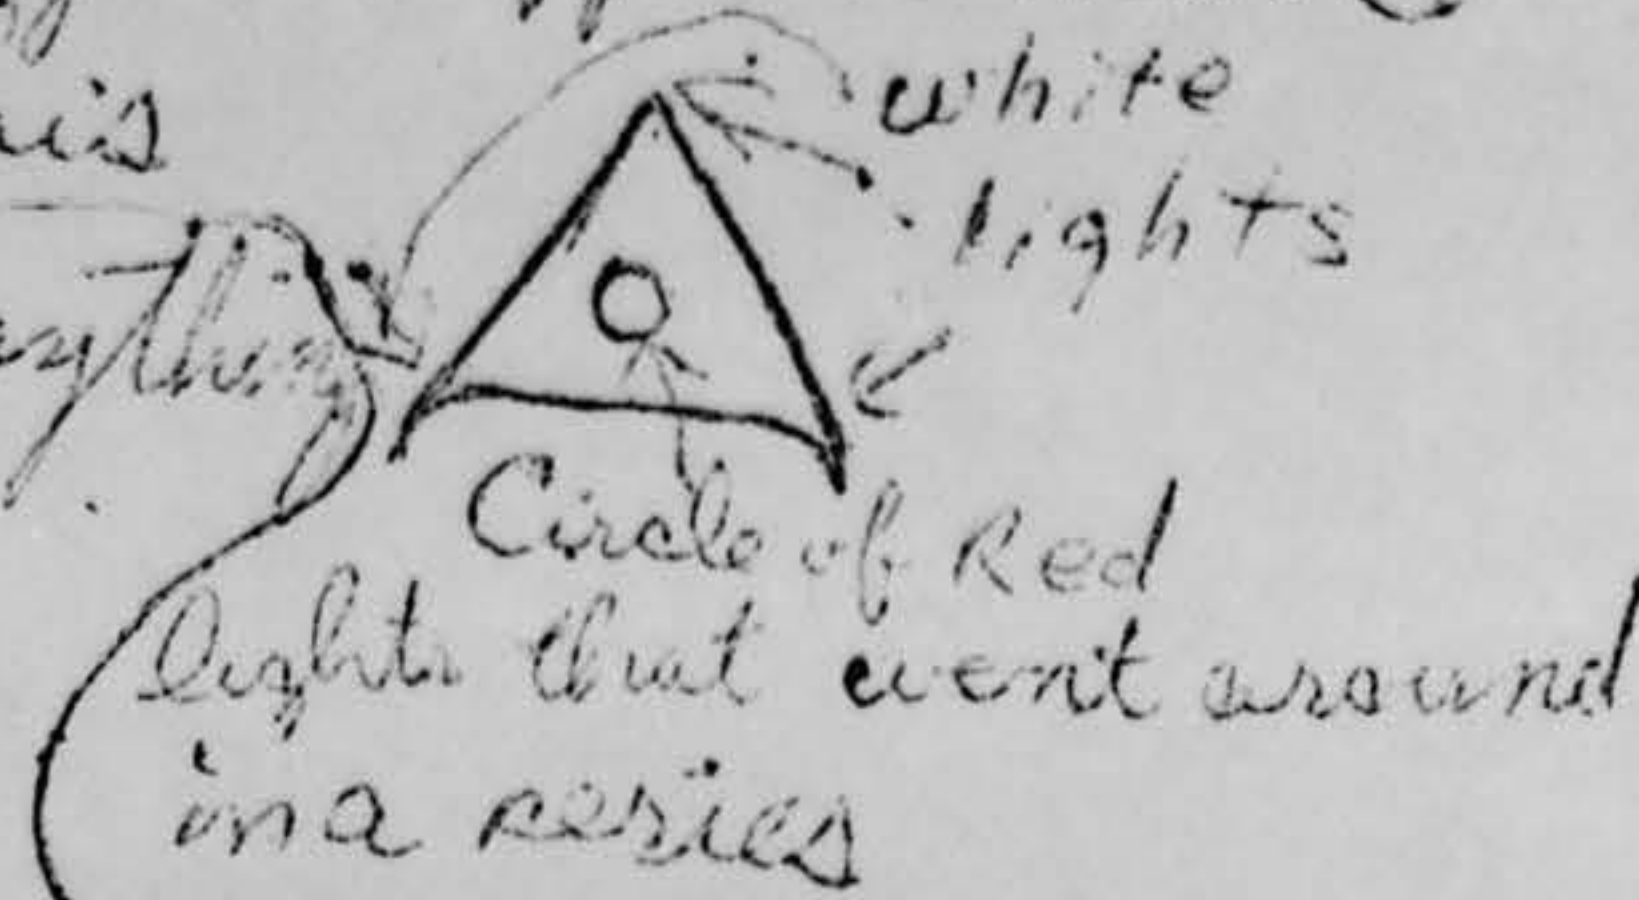 white
lights
Circle of Red
lights that went around
in a series